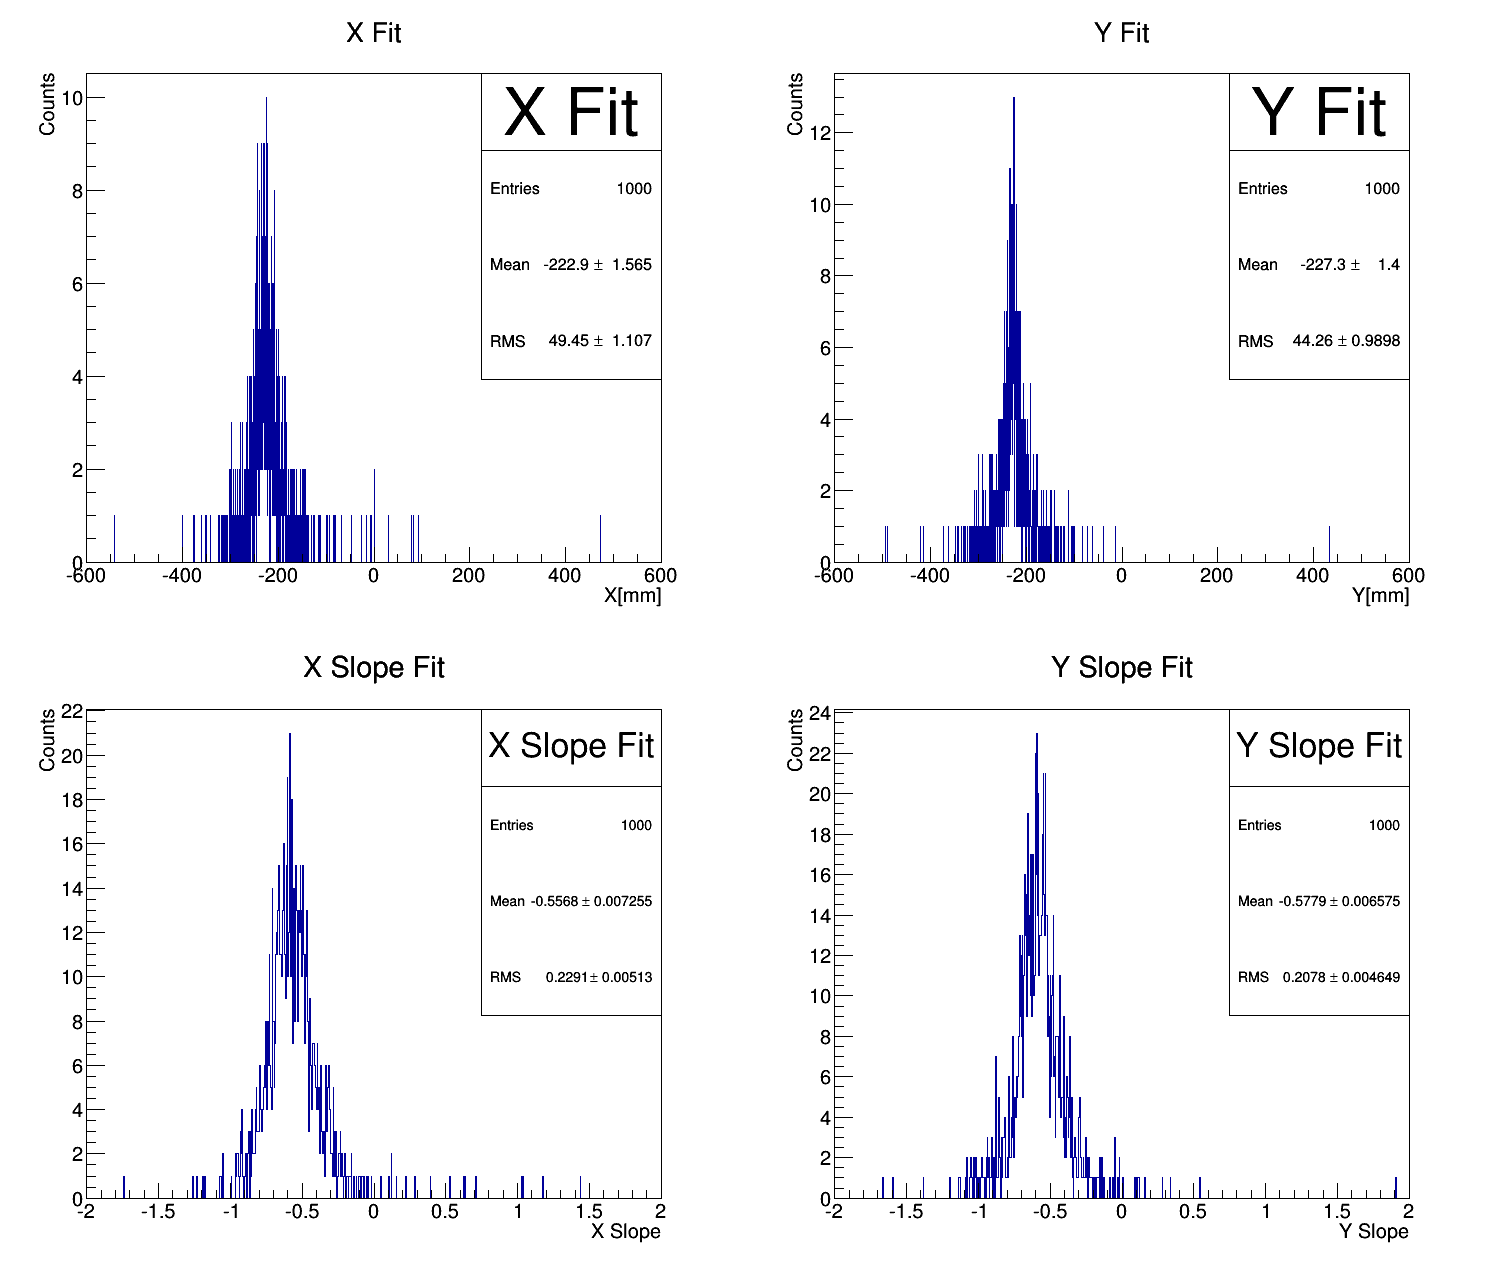 X Fit
Counts
10
8
6
4
2
0
-600 -400 -200 0 200 400 600
X[mm]
X Fit
Entries 1000
Mean -222.9 ± 1.565
RMS 49.45 ± 1.107
Y Fit
Counts
12
10
8
6
4
2
0
-600 -400 -200 0 200 400 600
Y[mm]
Y Fit
Entries 1000
Mean -227.3 ± 1.4
RMS 44.26 ± 0.9898
X Slope Fit
Counts
22
20
18
16
14
12
10
8
6
4
2
0
-2 -1.5 -1 -0.5 0 0.5 1 1.5 2
X Slope
X Slope Fit
Entries 1000
Mean -0.5568 ± 0.007255
RMS 0.2291 ± 0.00513
Y Slope Fit
Counts
24
22
20
18
16
14
12
10
8
6
4
2
0
-2 -1.5 -1 -0.5 0 0.5 1 1.5 2
Y Slope
Y Slope Fit
Entries 1000
Mean -0.5779 ± 0.006575
RMS 0.2078 ± 0.004649